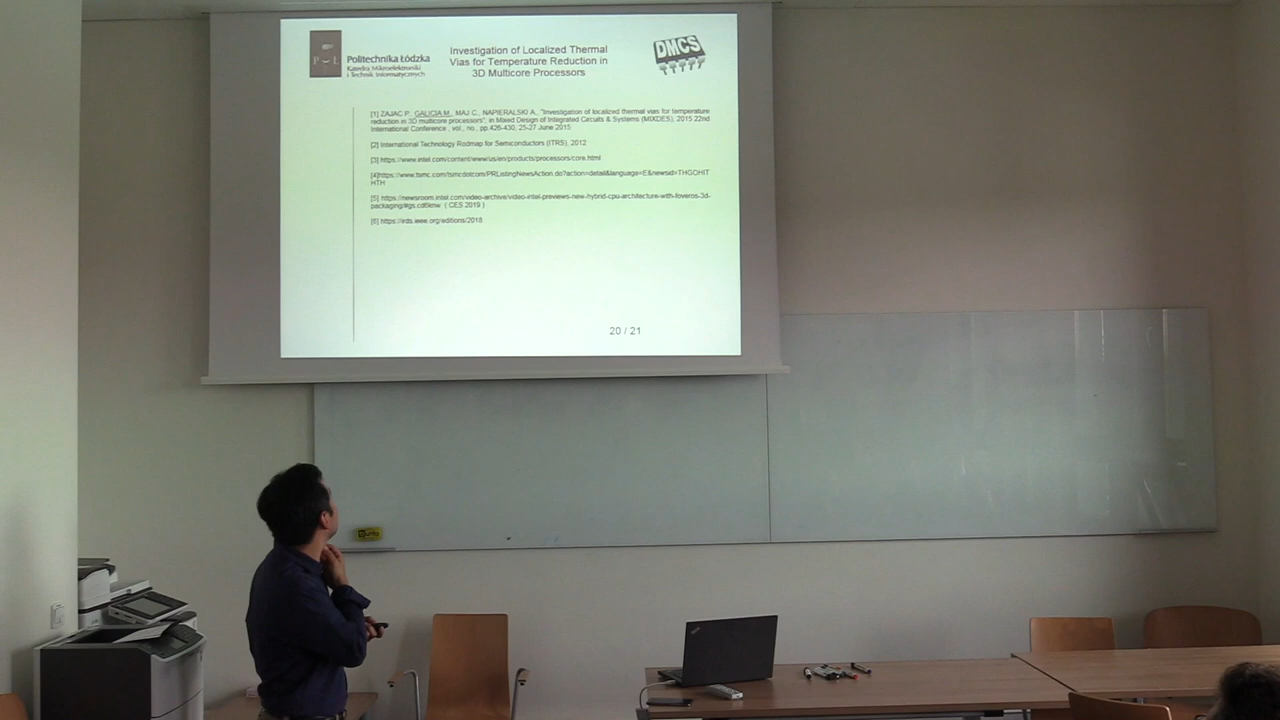 P Ł
Politechnika Łódzka
Katedra Mikroelektroniki
i Technik Informatycznych
Investigation of Localized Thermal
Vias for Temperature Reduction in
3D Multicore Processors
DMCS
[1] ZAJAC P., GALICIA M., MAJ C., NAPIERALSKI A., "Investigation of localized thermal vias for temperature
reduction in 3D multicore processors", in Mixed Design of Integrated Circuits & Systems (MIXDES), 2015 22nd
International Conference , vol., no., pp.426-430, 25-27 June 2015
[2] International Technology Rodmap for Semiconductors (ITRS), 2012
[3] https://www.intel.com/content/www/us/en/products/processors/core.html
[4]https://www.tsmc.com/tsmcdotcom/PRListingNewsAction.do?action=detail&language=E&newsid=THGOHIT
HTH
[5] https://newsroom.intel.com/video-archive/video-intel-previews-new-hybrid-cpu-architecture-with-foveros-3d-
( CES 2019 )
[6] https://irds.ieee.org/editions/2018
20 / 21